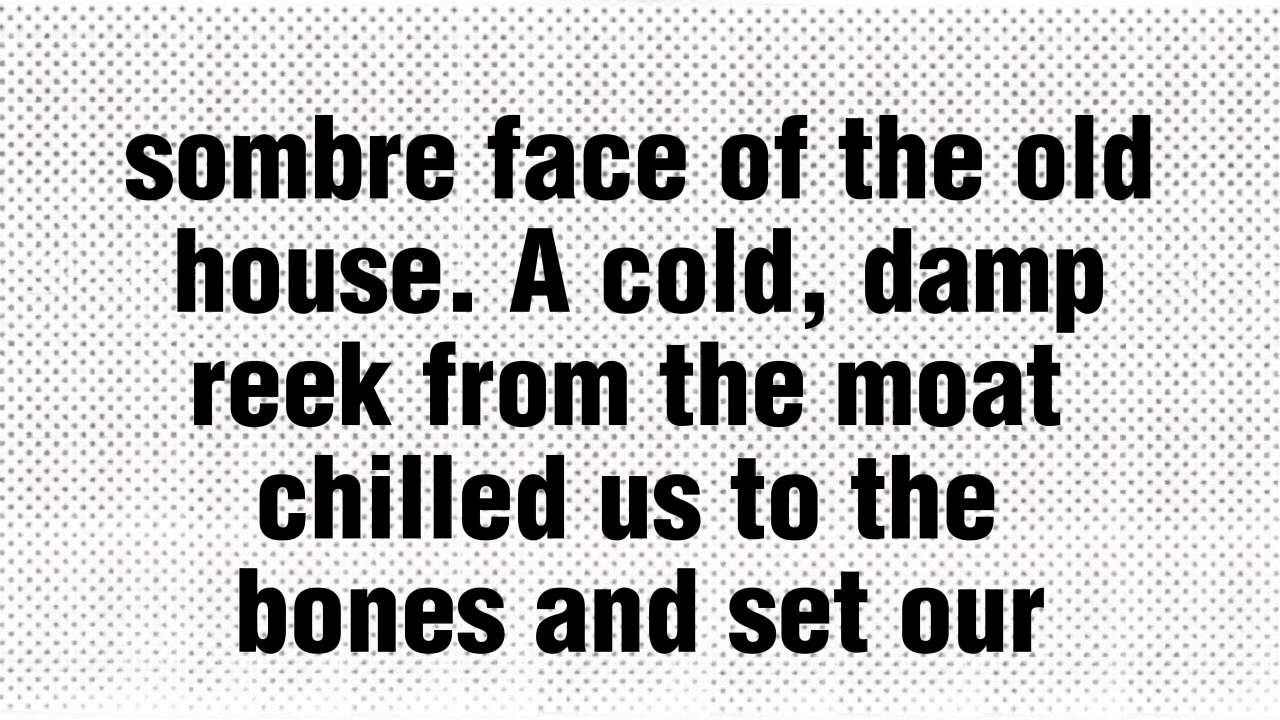 sombre face of the old
house. A cold, damp
reek from the moat
chilled us to the
bones and set our